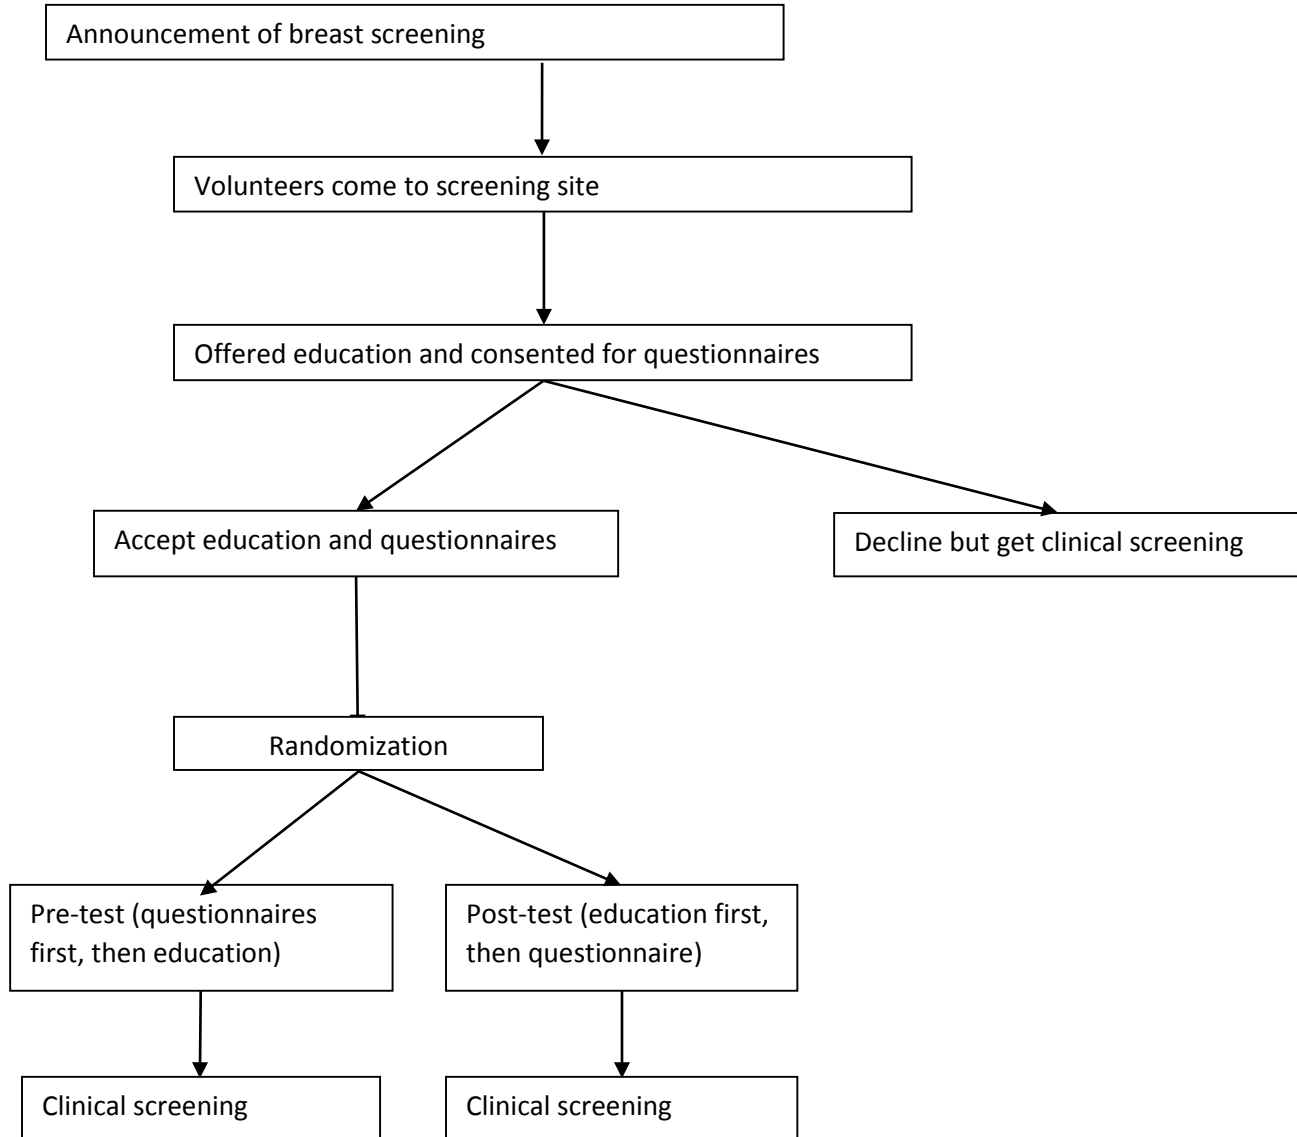 Announcement of breast screening
Volunteers come to screening site
Offered education and consented for questionnaires
Accept education and questionnaires
Decline but get clinical screening
Randomization
Pre-test (questionnaires
first, then education)
Post-test (education first,
then questionnaire)
Clinical screening
Clinical screening